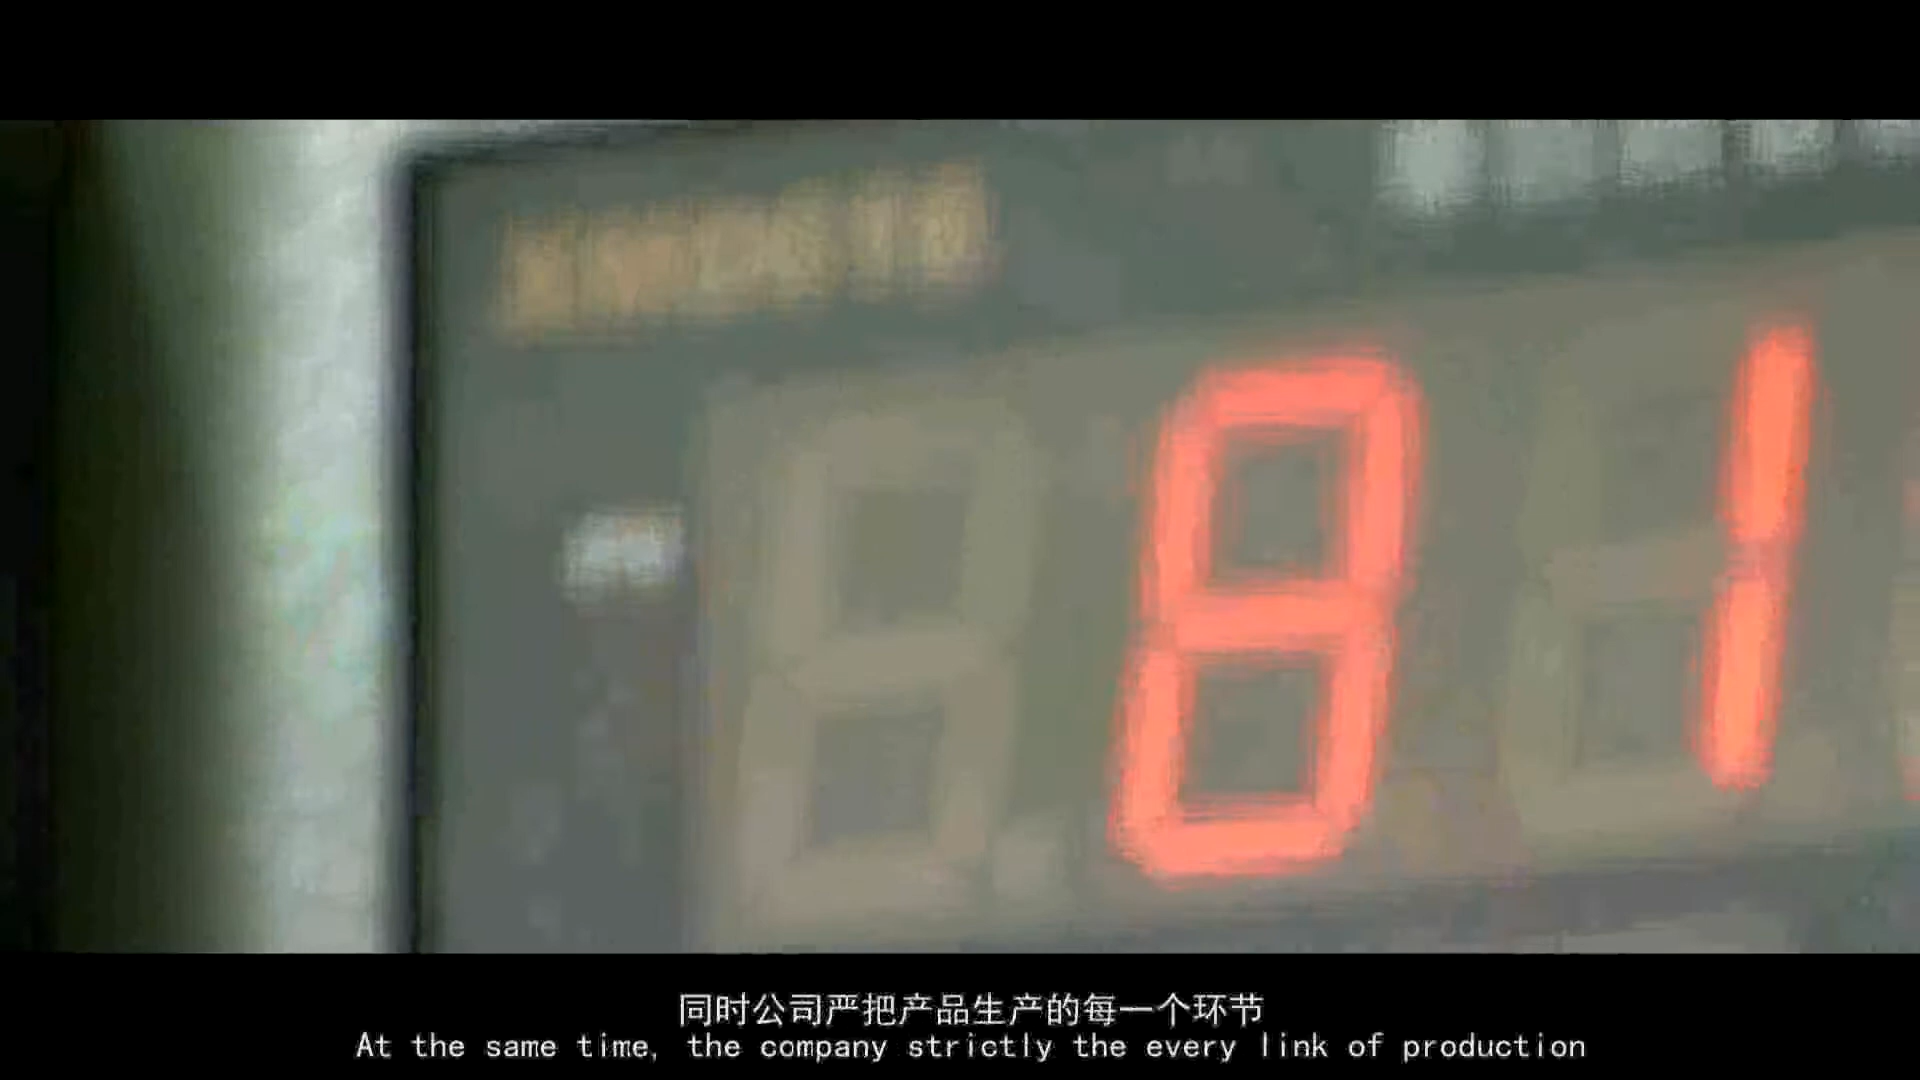 81
同时公司严把产品生产的每一个环节
At the same time, the company strictly the every link of production